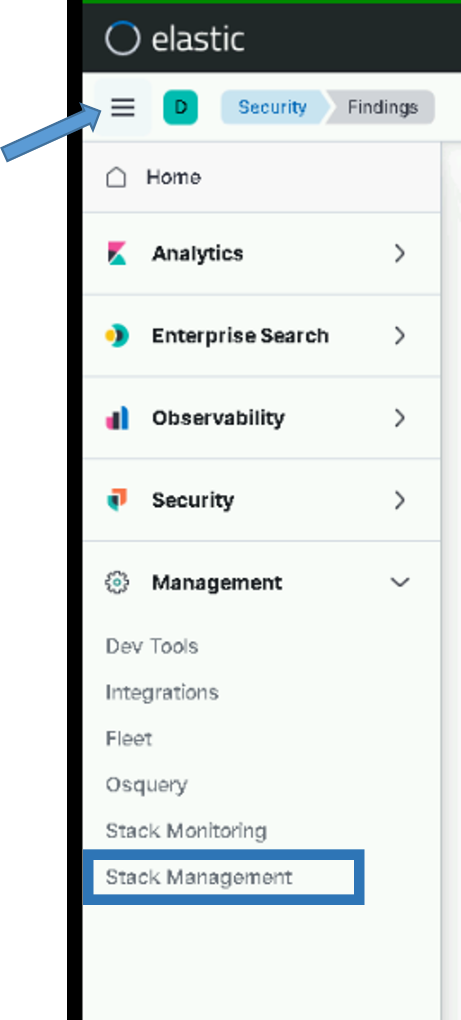 elastic
D Security Findings
Home
Analytics
Enterprise Search
Observability
Security
Management
Dev Tools
Integrations
Fleet
Osquery
Stack Monitoring
Stack Management